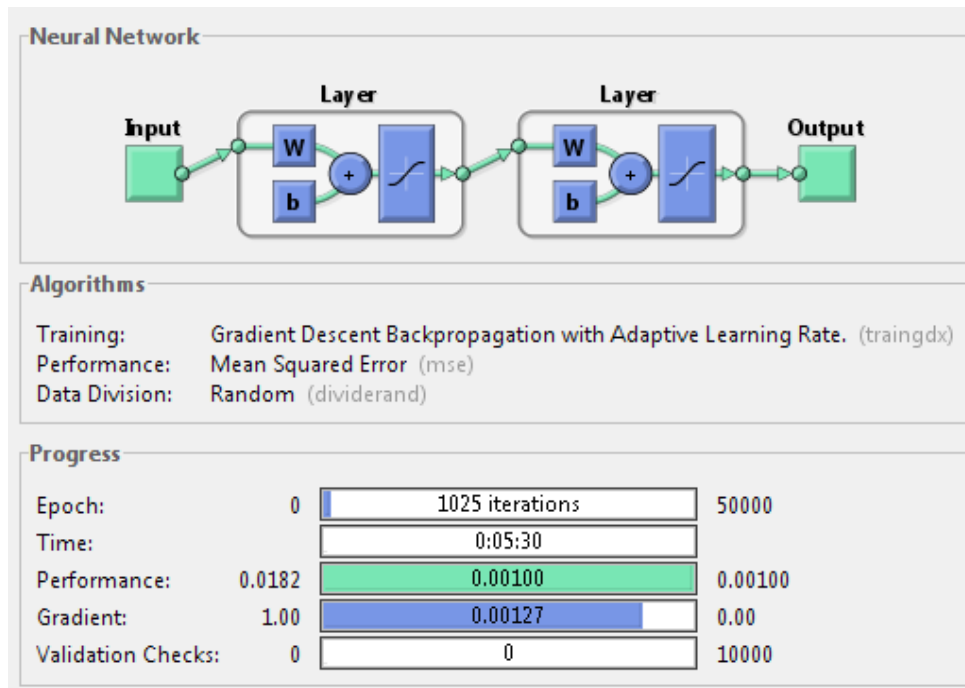 Neural Network
Layer Layer
Input Output
W W
+ +
b b
Algorithms
Training: Gradient Descent Backpropagation with Adaptive Learning Rate. (traingdx)
Performance: Mean Squared Error (mse)
Data Division: Random (dividerand)
Progress
Epoch: 0 1025 iterations 50000
Time: 0:05:30
Performance: 0.0182 0.00100 0.00100
Gradient: 1.00 0.00127 0.00
Validation Checks: 0 0 10000